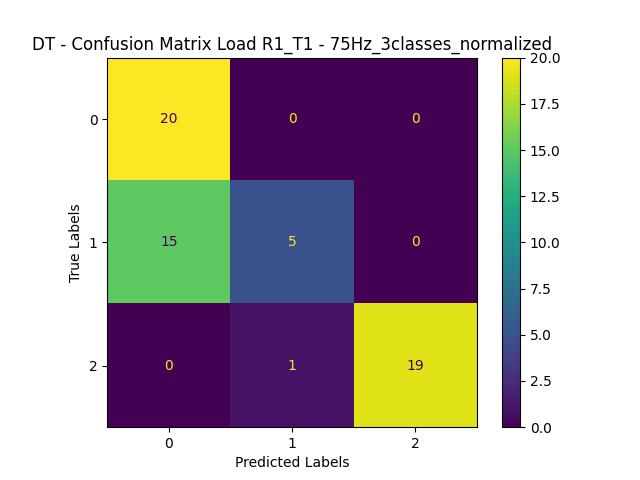 DT - Confusion Matrix Load R1_T1 - 75Hz_3classes_normalized
True Labels
0 20 0 0
1 15 5 0
2 0 1 19
0 1 2
Predicted Labels
20.0
17.5
15.0
12.5
10.0
7.5
5.0
2.5
0.0